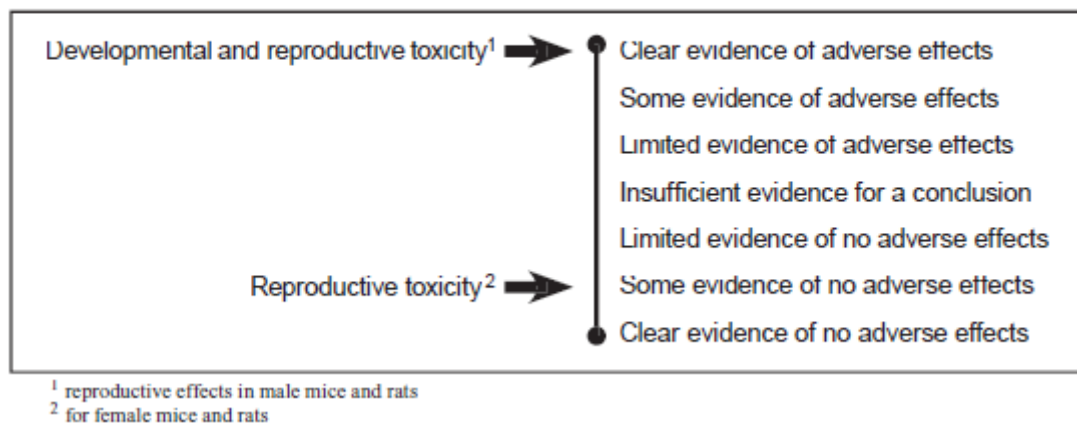 Developmental and reproductive toxicity¹
Clear evidence of adverse effects
Some evidence of adverse effects
Limited evidence of adverse effects
Insufficient evidence for a conclusion
Limited evidence of no adverse effects
Reproductive toxicity²
Some evidence of no adverse effects
Clear evidence of no adverse effects
¹ reproductive effects in male mice and rats
² for female mice and rats